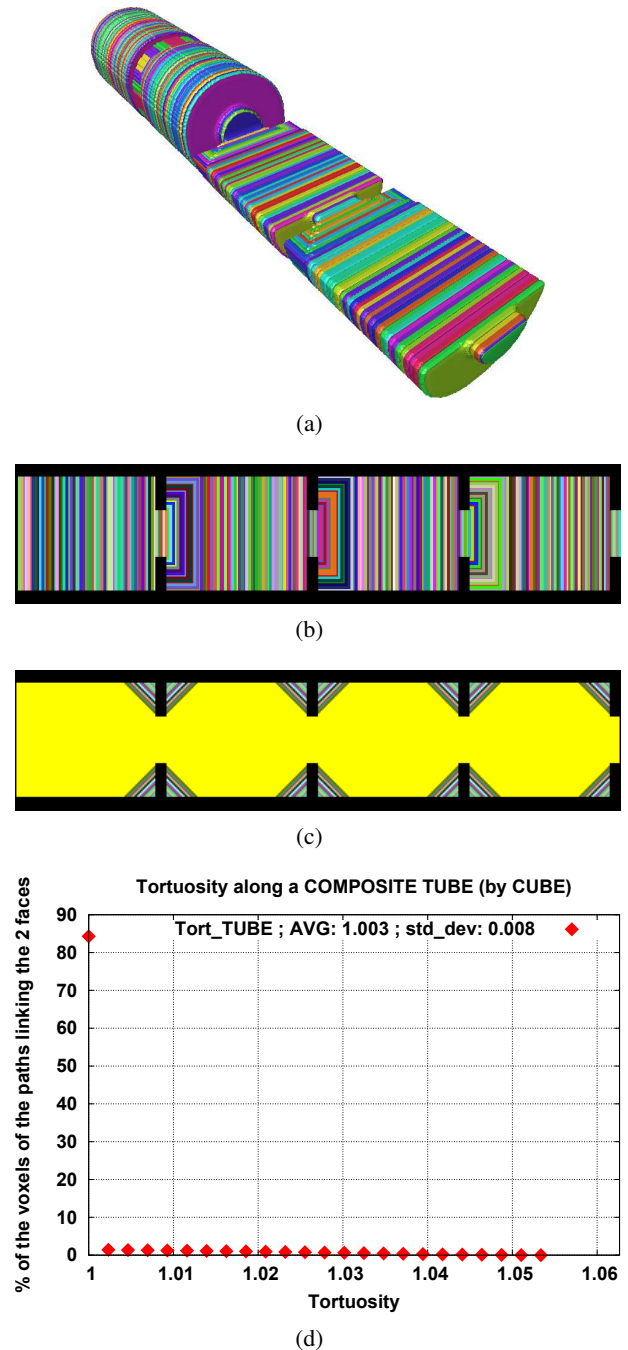 (a)
(b)
(c)
Tortuosity along a COMPOSITE TUBE (by CUBE)
% of the voxels of the paths linking the 2 faces
90
Tort_TUBE ; AVG: 1.003 ; std_dev: 0.008
80
70
60
50
40
30
20
10
0
1 1.01 1.02 1.03 1.04 1.05 1.06
Tortuosity
(d)